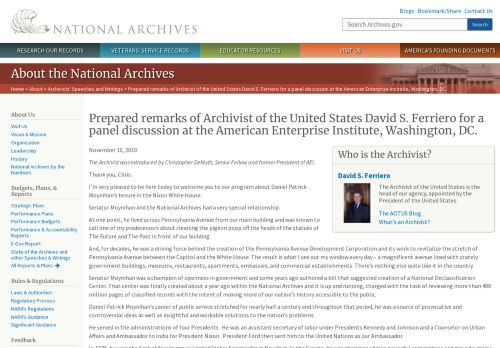 NATIONAL ARCHIVES
Blogs · Bookmark/Share · Contact Us
Search Archives.gov
Search
RESEARCH OUR RECORDS
VETERANS' SERVICE RECORDS
EDUCATOR RESOURCES
VISIT US
AMERICA'S FOUNDING DOCUMENTS
About the National Archives
Home > About > Archivists' Speeches and Writings > Prepared remarks of Archivist of the United States David S. Ferriero for a panel discussion at the American Enterprise Institute, Washington, DC.
About Us
Visit Us
Vision & Mission
Organization
Leadership
History
National Archives by the
Numbers
Budgets, Plans, &
Reports
Strategic Plans
Performance Plans
Performance Budgets
Performance & Accountability
Reports
E-Gov Report
State of the Archives and
other Speeches & Writings
All Reports & Plans
Rules & Regulations
Laws & Authorities
Regulatory Process
NARA's Regulations
NARA's Guidance
Significant Guidance
Feedback
Prepared remarks of Archivist of the United States David S. Ferriero for a
panel discussion at the American Enterprise Institute, Washington, DC.
November 10, 2010
The Archivist was introduced by Christopher DeMuth, Senior Fellow and former President of AEI.
Thank you, Chris.
I'm very pleased to be here today to welcome you to our program about Daniel Patrick
Moynihan's tenure in the Nixon White House.
Senator Moynihan and the National Archives had a very special relationship.
At one point, he lived across Pennsylvania Avenue from our main building and was known to
call one of my predecessors about cleaning the pigeon poop off the heads of the statues of
The Future and The Past in front of our building.
And, for decades, he was a driving force behind the creation of the Pennsylvania Avenue Development Corporation and its work to revitalize the stretch of
Pennsylvania Avenue between the Capitol and the White House. The result is what I see out my window every day – a magnificent avenue lined with stately
government buildings, museums, restaurants, apartments, embassies, and commercial establishments. There's nothing else quite like it in the country.
Senator Moynihan was a champion of openness in government and some years ago authored a bill that suggested creation of a National Declassification
Center. That center was finally created about a year ago within the National Archives and it is up and running, charged with the task of reviewing more than 400
million pages of classified records with the intent of making more of our nation's history accessible to the public.
Daniel Patrick Moynihan's career of public service stretched for nearly half a century and throughout that period, he was a source of provocative and
controversial ideas as well as insightful and workable solutions to the nation's problems.
He served in the administrations of four Presidents. He was an assistant secretary of labor under Presidents Kennedy and Johnson and a Counselor on Urban
Affairs and Ambassador to India for President Nixon. President Ford then sent him to the United Nations as our Ambassador.
Who is the Archivist?
David S. Ferriero
The Archivist of the United States is the
head of our agency, appointed by the
President of the United States.
The AOTUS Blog
What's an Archivist?